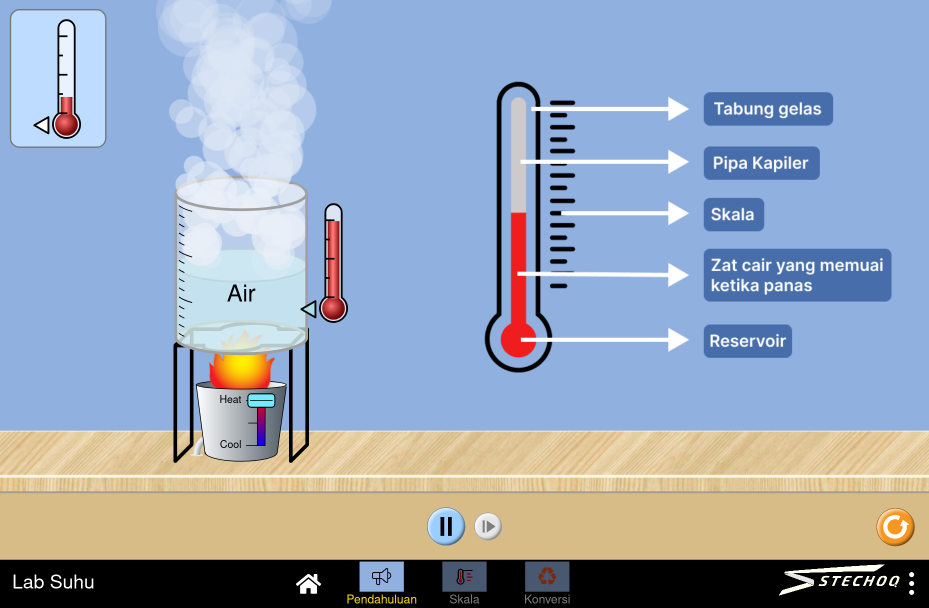 Tabung gelas
Pipa Kapiler
Skala
Zat cair yang memuai
ketika panas
Reservoir
Air
Heat
Cool
Lab Suhu
Pendahuluan
Skala
Konversi
STECHOQ